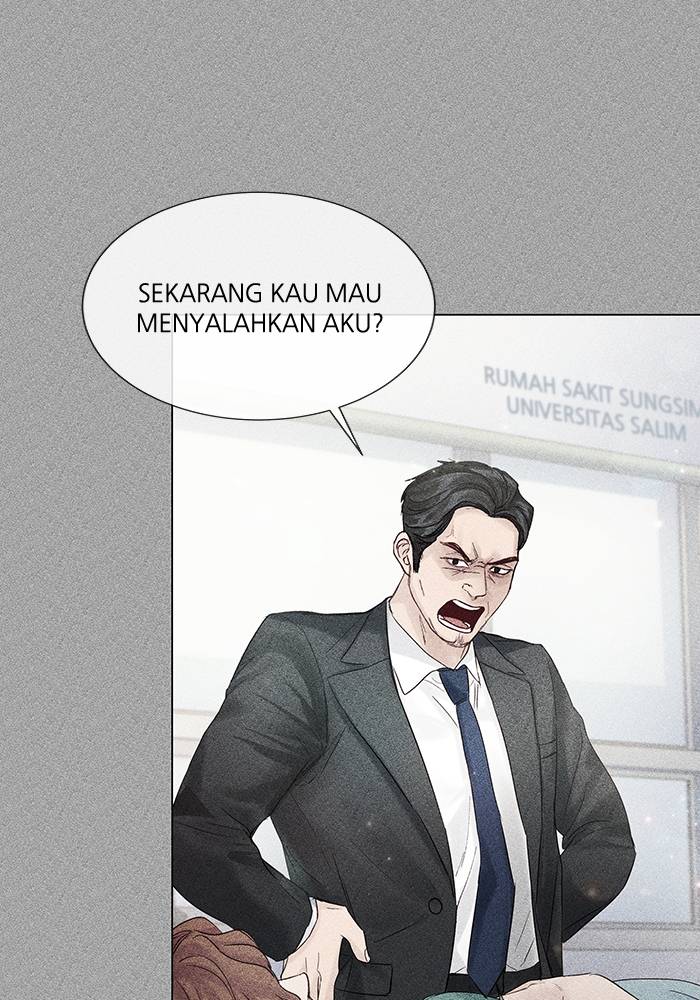 SEKARANG KAU MAU
MENYALAHKAN AKU?
RUMAH SAKIT SUNGSIM
UNIVERSITAS SALIM